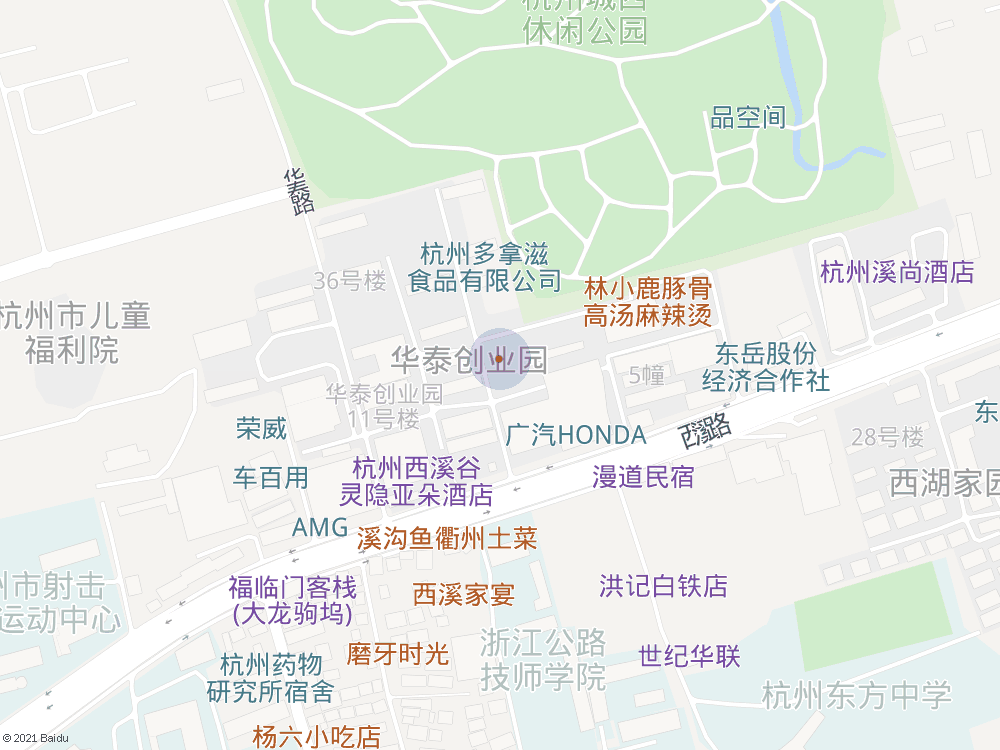 杭州城西
休闲公园
品空间
华泰路
杭州多拿滋
食品有限公司
36号楼
杭州溪尚酒店
林小鹿豚骨
高汤麻辣烫
杭州市儿童
福利院
华泰创业园
东岳股份
经济合作社
5幢
华泰创业园
11号楼
荣威
广汽HONDA
西溪路
东
28号楼
车百用
杭州西溪谷
灵隐亚朵酒店
漫道民宿
西湖家园
AMG
溪沟鱼衢州土菜
州市射击
运动中心
福临门客栈
(大龙驹坞)
西溪家宴
洪记白铁店
浙江公路
技师学院
磨牙时光
世纪华联
杭州药物
研究所宿舍
杭州东方中学
杨六小吃店
© 2021 Baidu